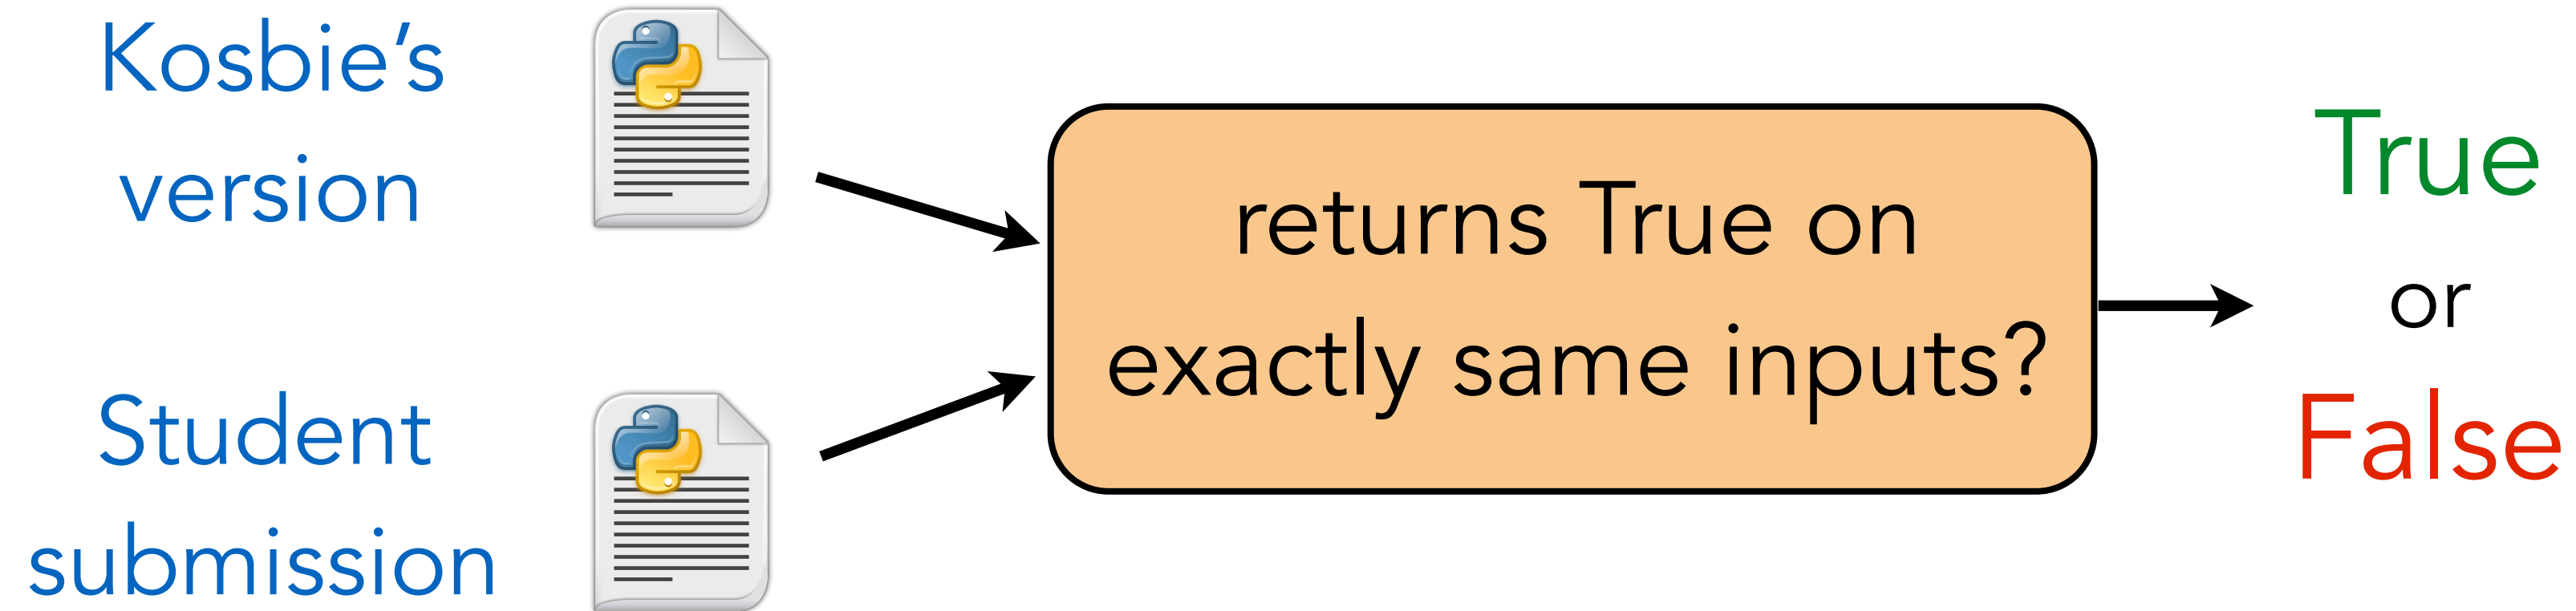 Kosbie’s
version
Student
submission
returns True on
exactly same inputs?
True
or
False